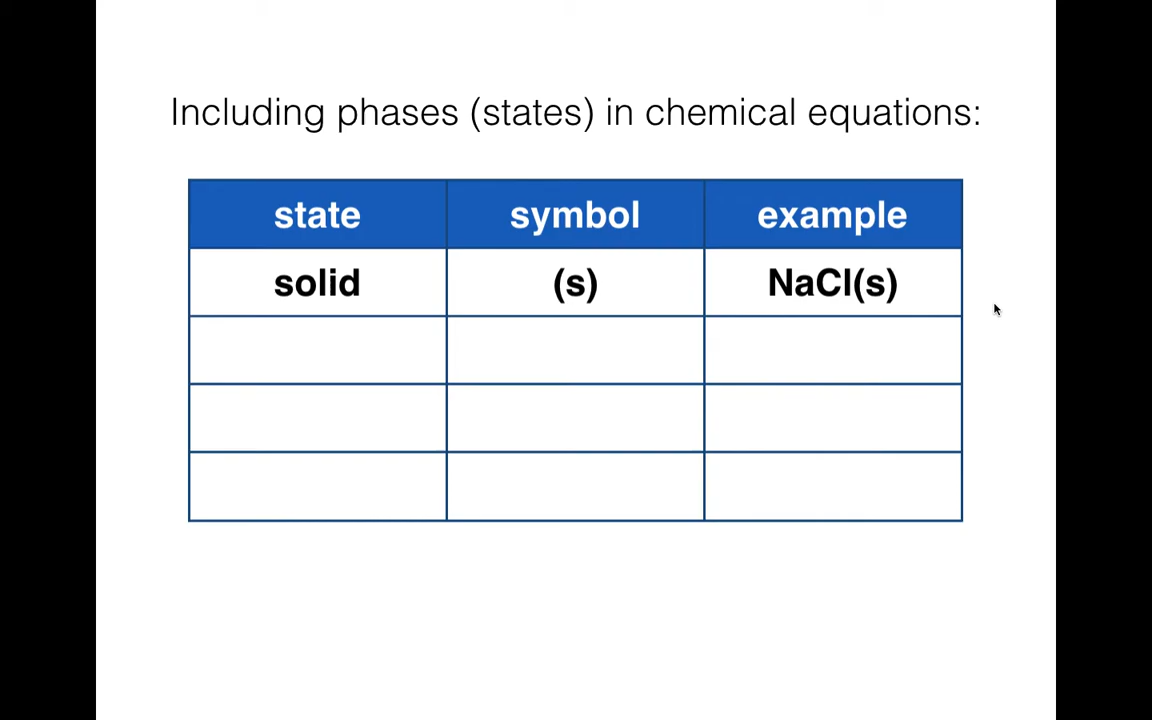 Including phases (states) in chemical equations:
state symbol example
solid (s) NaCl(s)